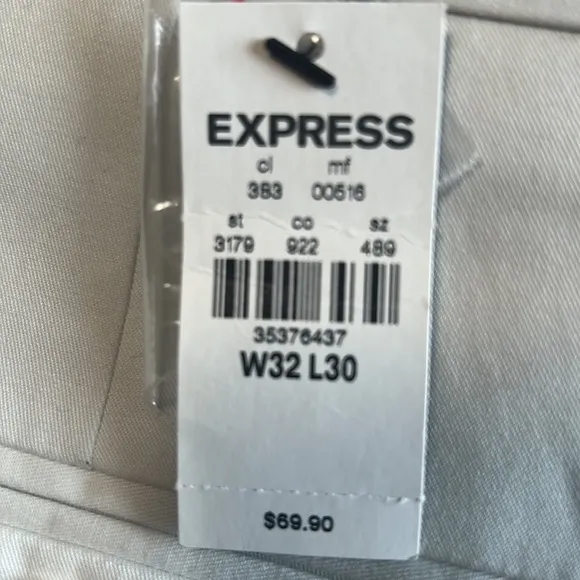 EXPRESS
cl mf
383 00516
st co sz
3179 922 489
35376437
W32 L30
$69.90